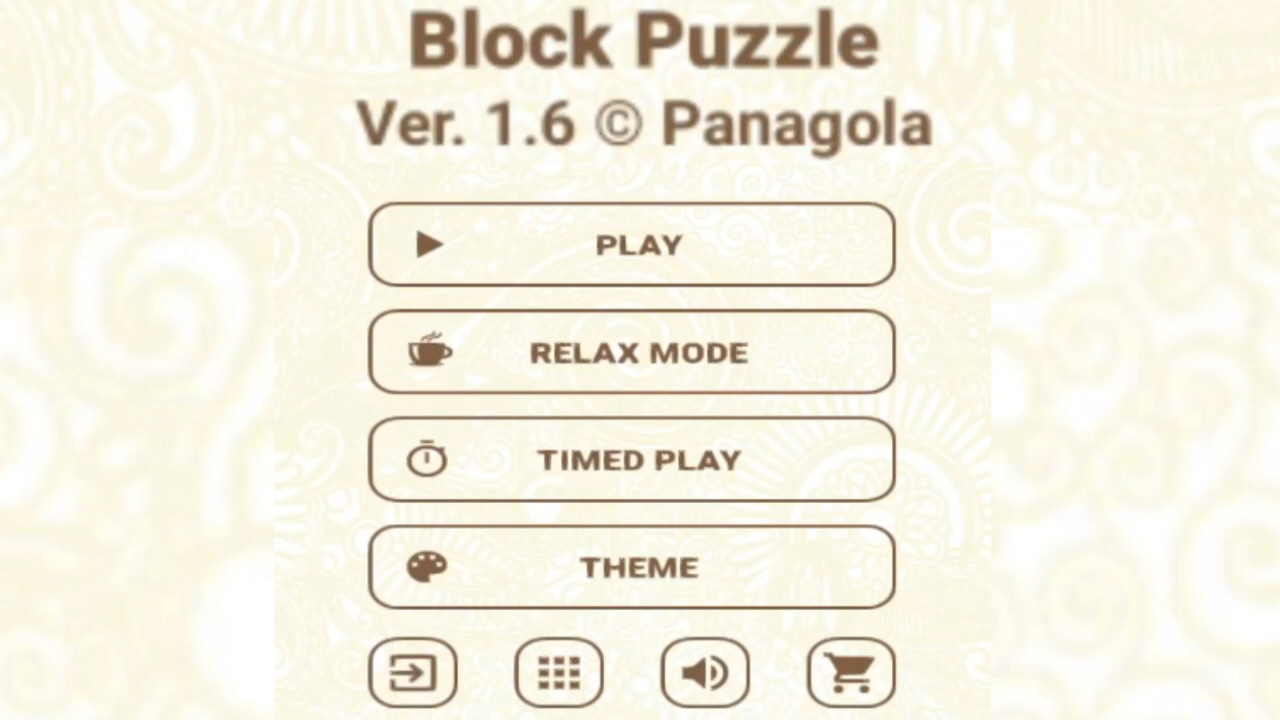 Block Puzzle
Ver. 1.6 © Panagola
PLAY
RELAX MODE
TIMED PLAY
THEME